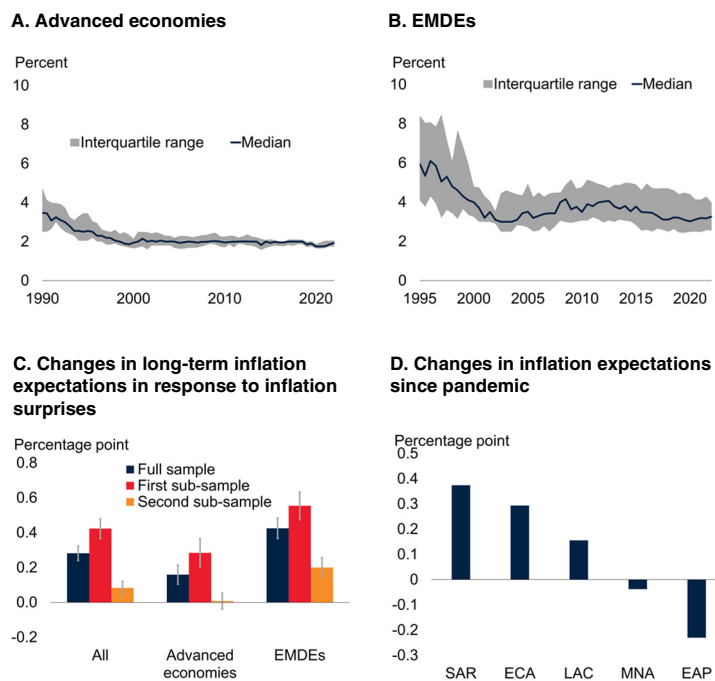 A. Advanced economies
Percent
10
8
6
4
2
0
Interquartile range
Median
1990
2000
2010
2020
B. EMDEs
Percent
10
8
6
4
2
0
Interquartile range
Median
1995
2000
2005
2010
2015
2020
C. Changes in long-term inflation
expectations in response to inflation
surprises
Percentage point
0.8
0.6
0.4
0.2
0.0
-0.2
Full sample
First sub-sample
Second sub-sample
All
Advanced
economies
EMDEs
D. Changes in inflation expectations
since pandemic
Percentage point
0.5
0.4
0.3
0.2
0.1
0
-0.1
-0.2
-0.3
SAR
ECA
LAC
MNA
EAP